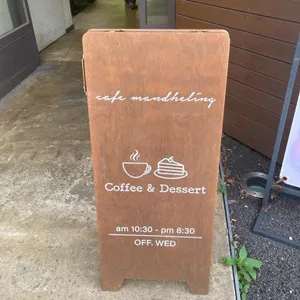 cafe mandheling
Coffee & Dessert
am 10:30 - pm 8:30
OFF. WED